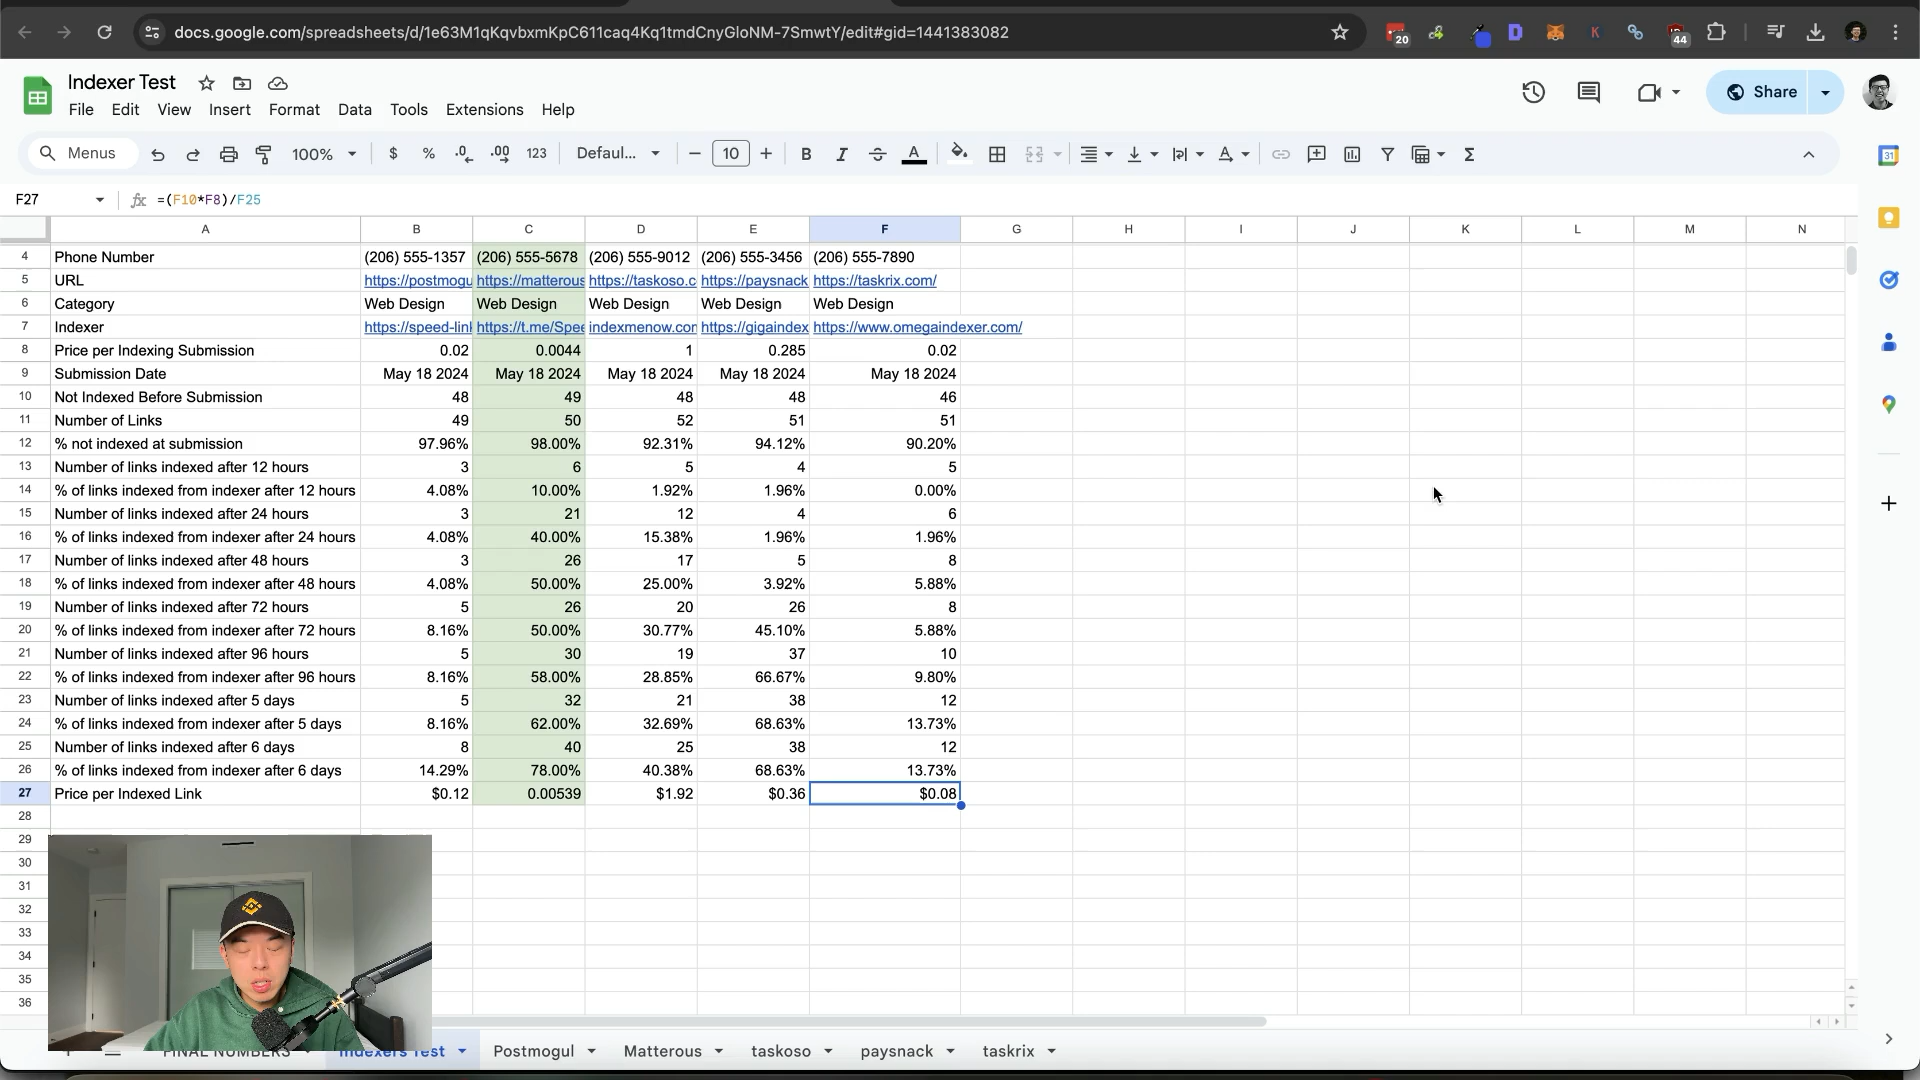 docs.google.com/spreadsheets/d/1e63M1qKqvbxmKpC611caq4Kq1tmdCnyGloNM-7SmwtY/edit#gid=1441383082
20
44
Indexer Test
File Edit View Insert Format Data Tools Extensions Help
Share
Menus 100% $ % .0 .00 123 Defaul... 10 B I A Σ
31
F27 fx =(F10*F8)/F25
A B C D E F G H I J K L M N
4 Phone Number (206) 555-1357 (206) 555-5678 (206) 555-9012 (206) 555-3456 (206) 555-7890
5 URL https://postmogu https://matterous https://taskoso.c https://paysnack https://taskrix.com/
6 Category Web Design Web Design Web Design Web Design Web Design
7 Indexer https://speed-link https://t.me/Spee indexmenow.com https://gigaindex https://www.omegaindexer.com/
8 Price per Indexing Submission 0.02 0.0044 1 0.285 0.02
9 Submission Date May 18 2024 May 18 2024 May 18 2024 May 18 2024 May 18 2024
10 Not Indexed Before Submission 48 49 48 48 46
11 Number of Links 49 50 52 51 51
12 % not indexed at submission 97.96% 98.00% 92.31% 94.12% 90.20%
13 Number of links indexed after 12 hours 3 6 5 4 5
14 % of links indexed from indexer after 12 hours 4.08% 10.00% 1.92% 1.96% 0.00%
15 Number of links indexed after 24 hours 3 21 12 4 6
16 % of links indexed from indexer after 24 hours 4.08% 40.00% 15.38% 1.96% 1.96%
17 Number of links indexed after 48 hours 3 26 17 5 8
18 % of links indexed from indexer after 48 hours 4.08% 50.00% 25.00% 3.92% 5.88%
19 Number of links indexed after 72 hours 5 26 20 26 8
20 % of links indexed from indexer after 72 hours 8.16% 50.00% 30.77% 45.10% 5.88%
21 Number of links indexed after 96 hours 5 30 19 37 10
22 % of links indexed from indexer after 96 hours 8.16% 58.00% 28.85% 66.67% 9.80%
23 Number of links indexed after 5 days 5 32 21 38 12
24 % of links indexed from indexer after 5 days 8.16% 62.00% 32.69% 68.63% 13.73%
25 Number of links indexed after 6 days 8 40 25 38 12
26 % of links indexed from indexer after 6 days 14.29% 78.00% 40.38% 68.63% 13.73%
27 Price per Indexed Link $0.12 0.00539 $1.92 $0.36 $0.08
28
29
30
31
32
33
34
35
36
FINAL NUMBERS Indexers Test Postmogul Matterous taskoso paysnack taskrix